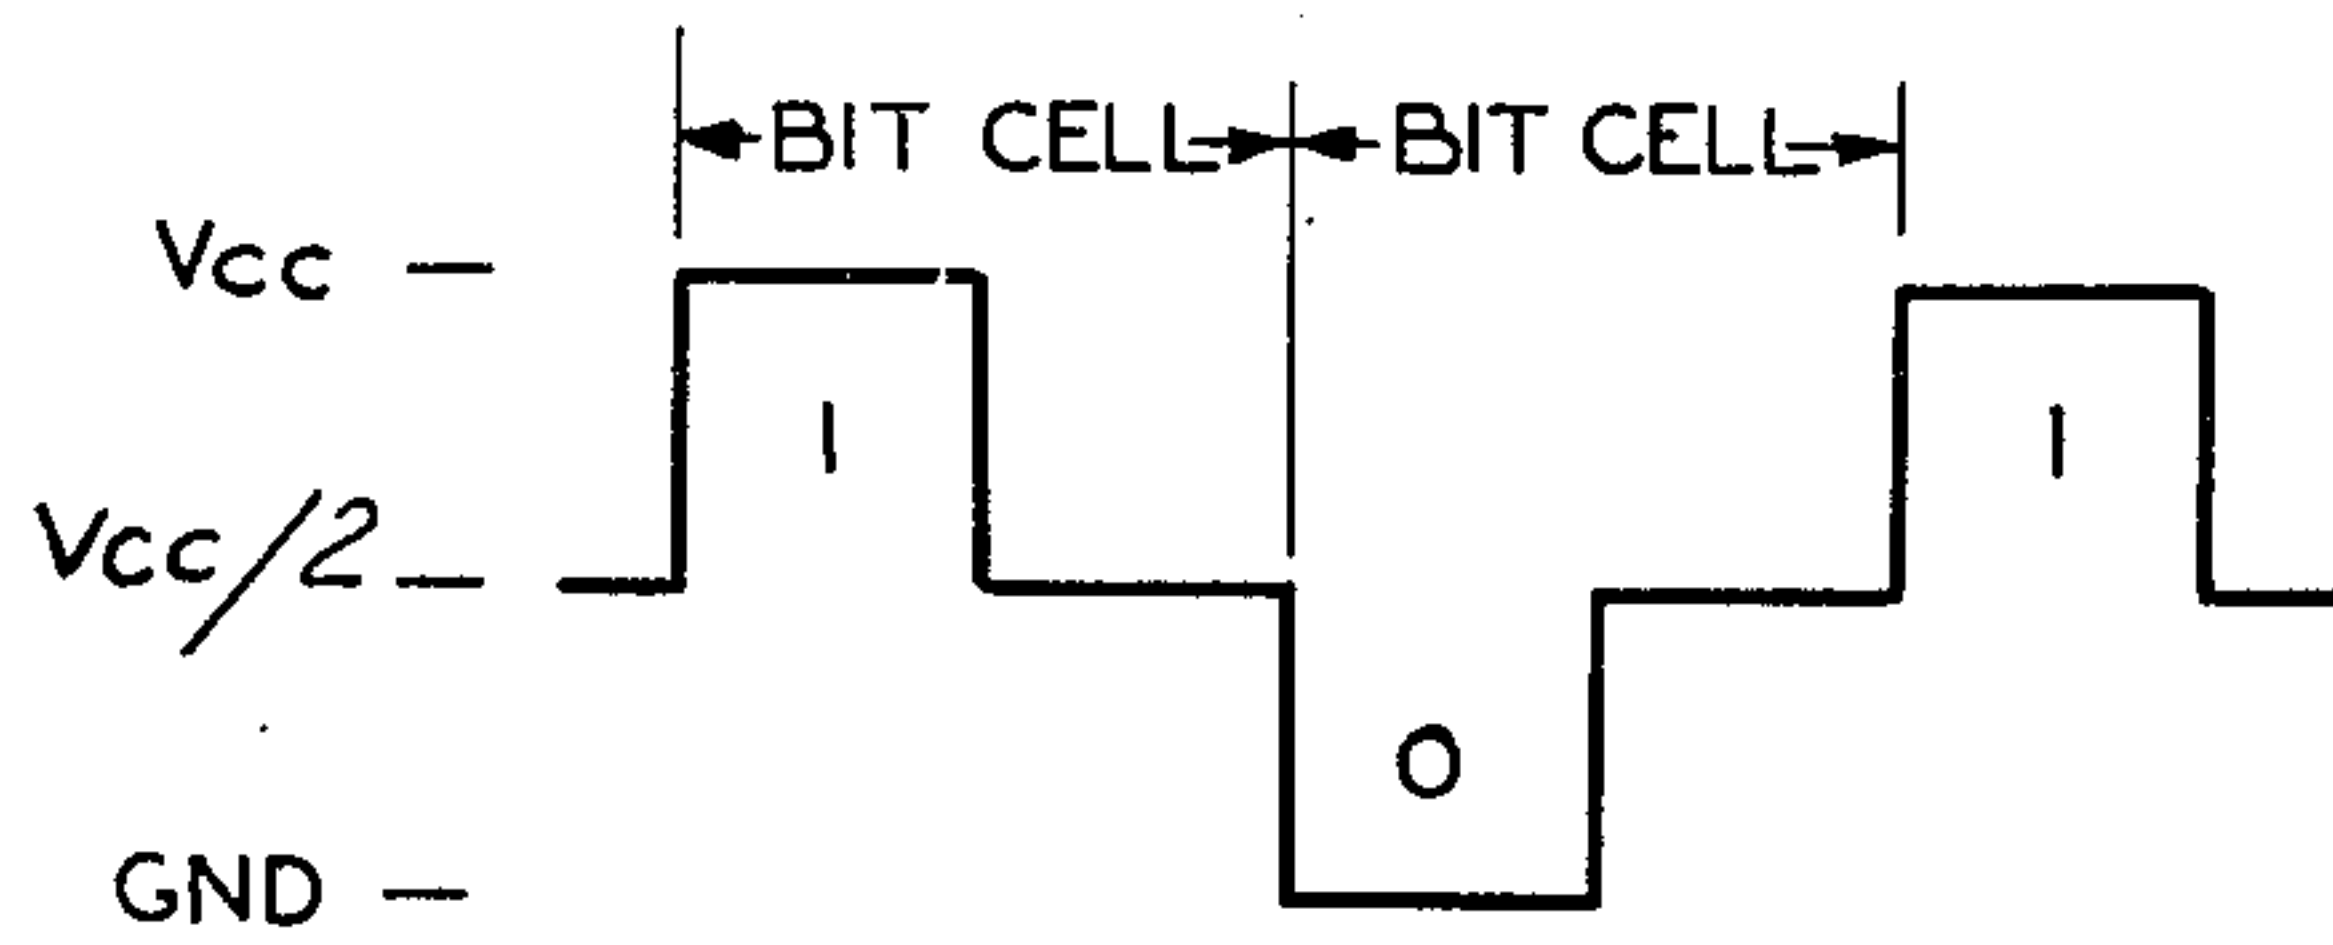 BIT CELL BIT CELL
Vcc
1 1
Vcc/2
0
GND